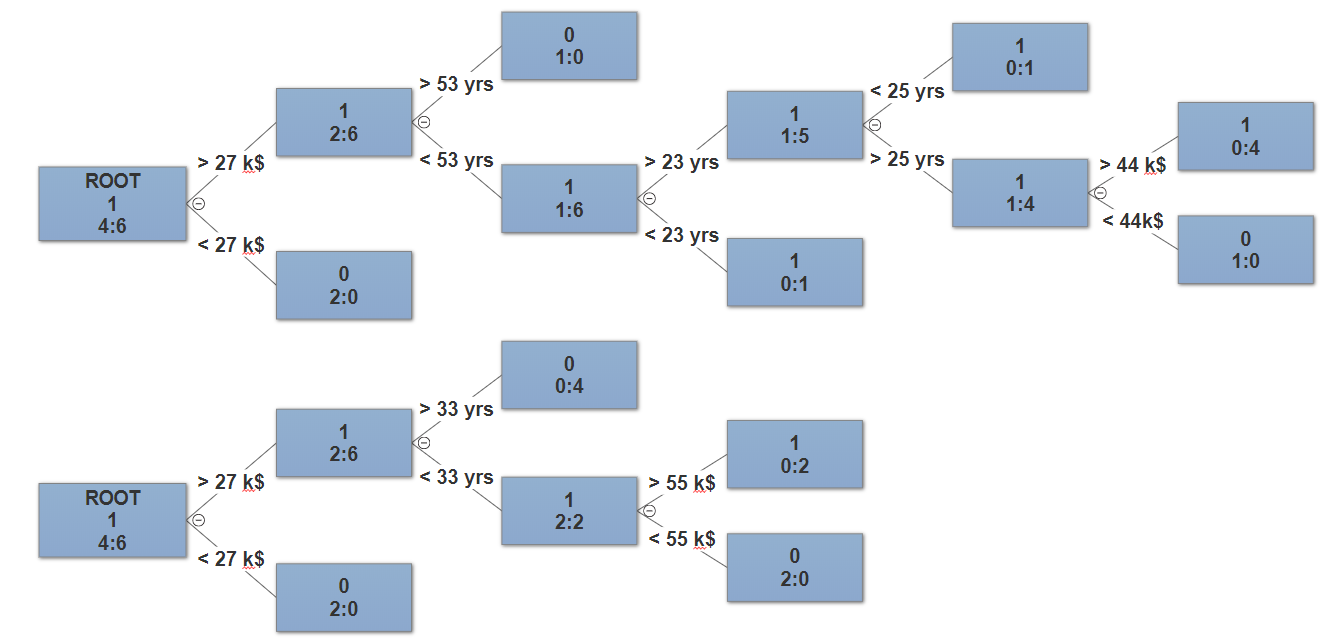 0
1:0
1
0:1
> 53 yrs
< 25 yrs
1
2:6
1
1:5
1
0:4
> 27 k$
< 53 yrs
> 23 yrs
> 25 yrs
> 44 k$
ROOT
1
4:6
1
1:6
1
1:4
< 44k$
< 27 k$
< 23 yrs
0
1:0
0
2:0
1
0:1
0
0:4
> 33 yrs
1
2:6
1
0:2
> 27 k$
< 33 yrs
> 55 k$
ROOT
1
4:6
1
2:2
< 55 k$
< 27 k$
0
2:0
0
2:0